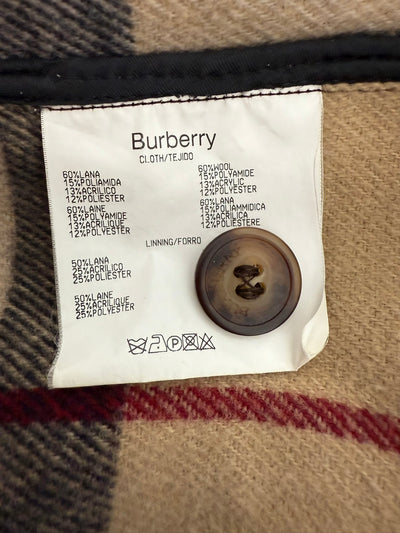 Burberry
CLOTH/TEJIDO
60%LANA
15%POLIAMIDA
13%ACRILICO
12%POLIESTER
60%WOOL
15%POLYAMIDE
13%ACRYLIC
12%POLYESTER
60%LAINE
15%POLYAMIDE
13%ACRILIQUE
12%POLYESTER
60%LANA
15%POLIAMMIDICA
13%ACRILICA
12%POLIESTERE
LINNING/FORRO
50%LANA
25%ACRILICO
25%POLIESTER
50%LAINE
25%ACRILIQUE
25%POLYESTER
P